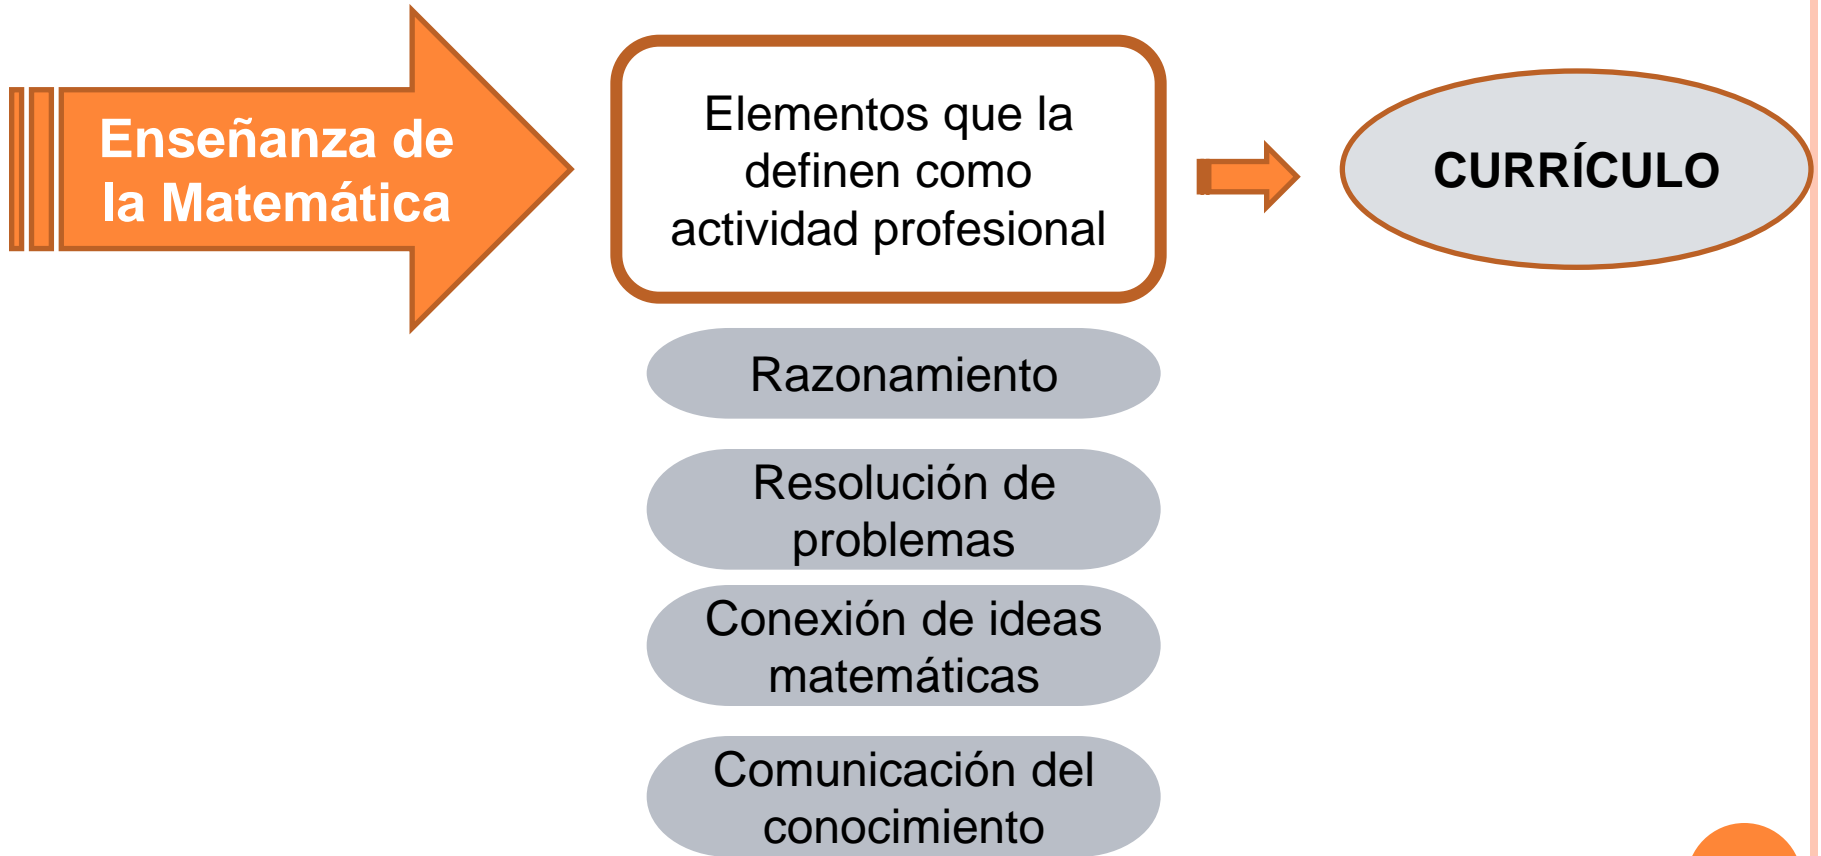 Enseñanza de
la Matemática
Elementos que la
definen como
actividad profesional
CURRÍCULO
Razonamiento
Resolución de
problemas
Conexión de ideas
matemáticas
Comunicación del
conocimiento